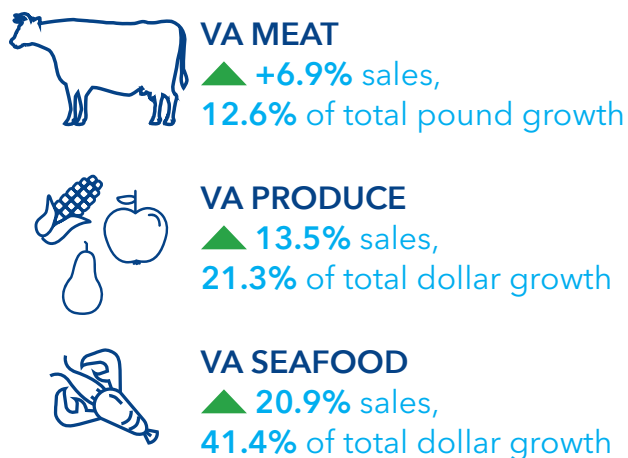 VA MEAT
+6.9% sales,
12.6% of total pound growth
VA PRODUCE
13.5% sales,
21.3% of total dollar growth
VA SEAFOOD
20.9% sales,
41.4% of total dollar growth